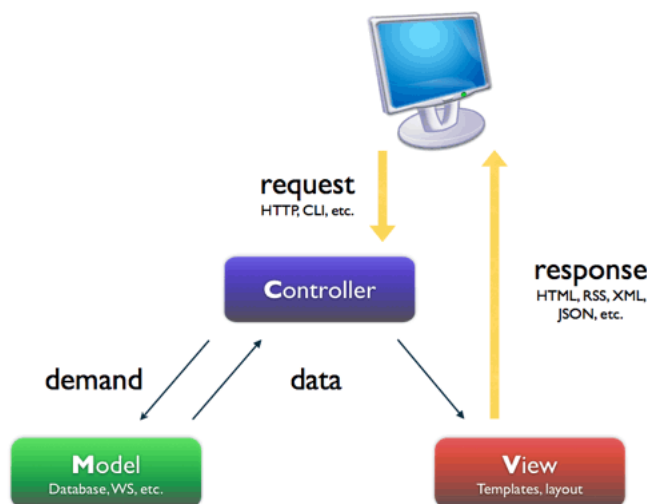 request
HTTP, CLI, etc.
Controller
response
HTML, RSS, XML,
JSON, etc.
demand
data
Model
Database, WS, etc.
View
Templates, layout